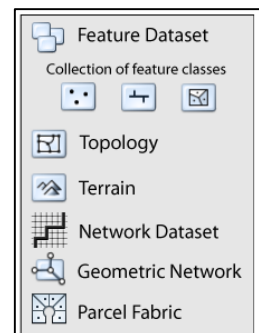 Feature Dataset
Collection of feature classes
Topology
Terrain
Network Dataset
Geometric Network
Parcel Fabric